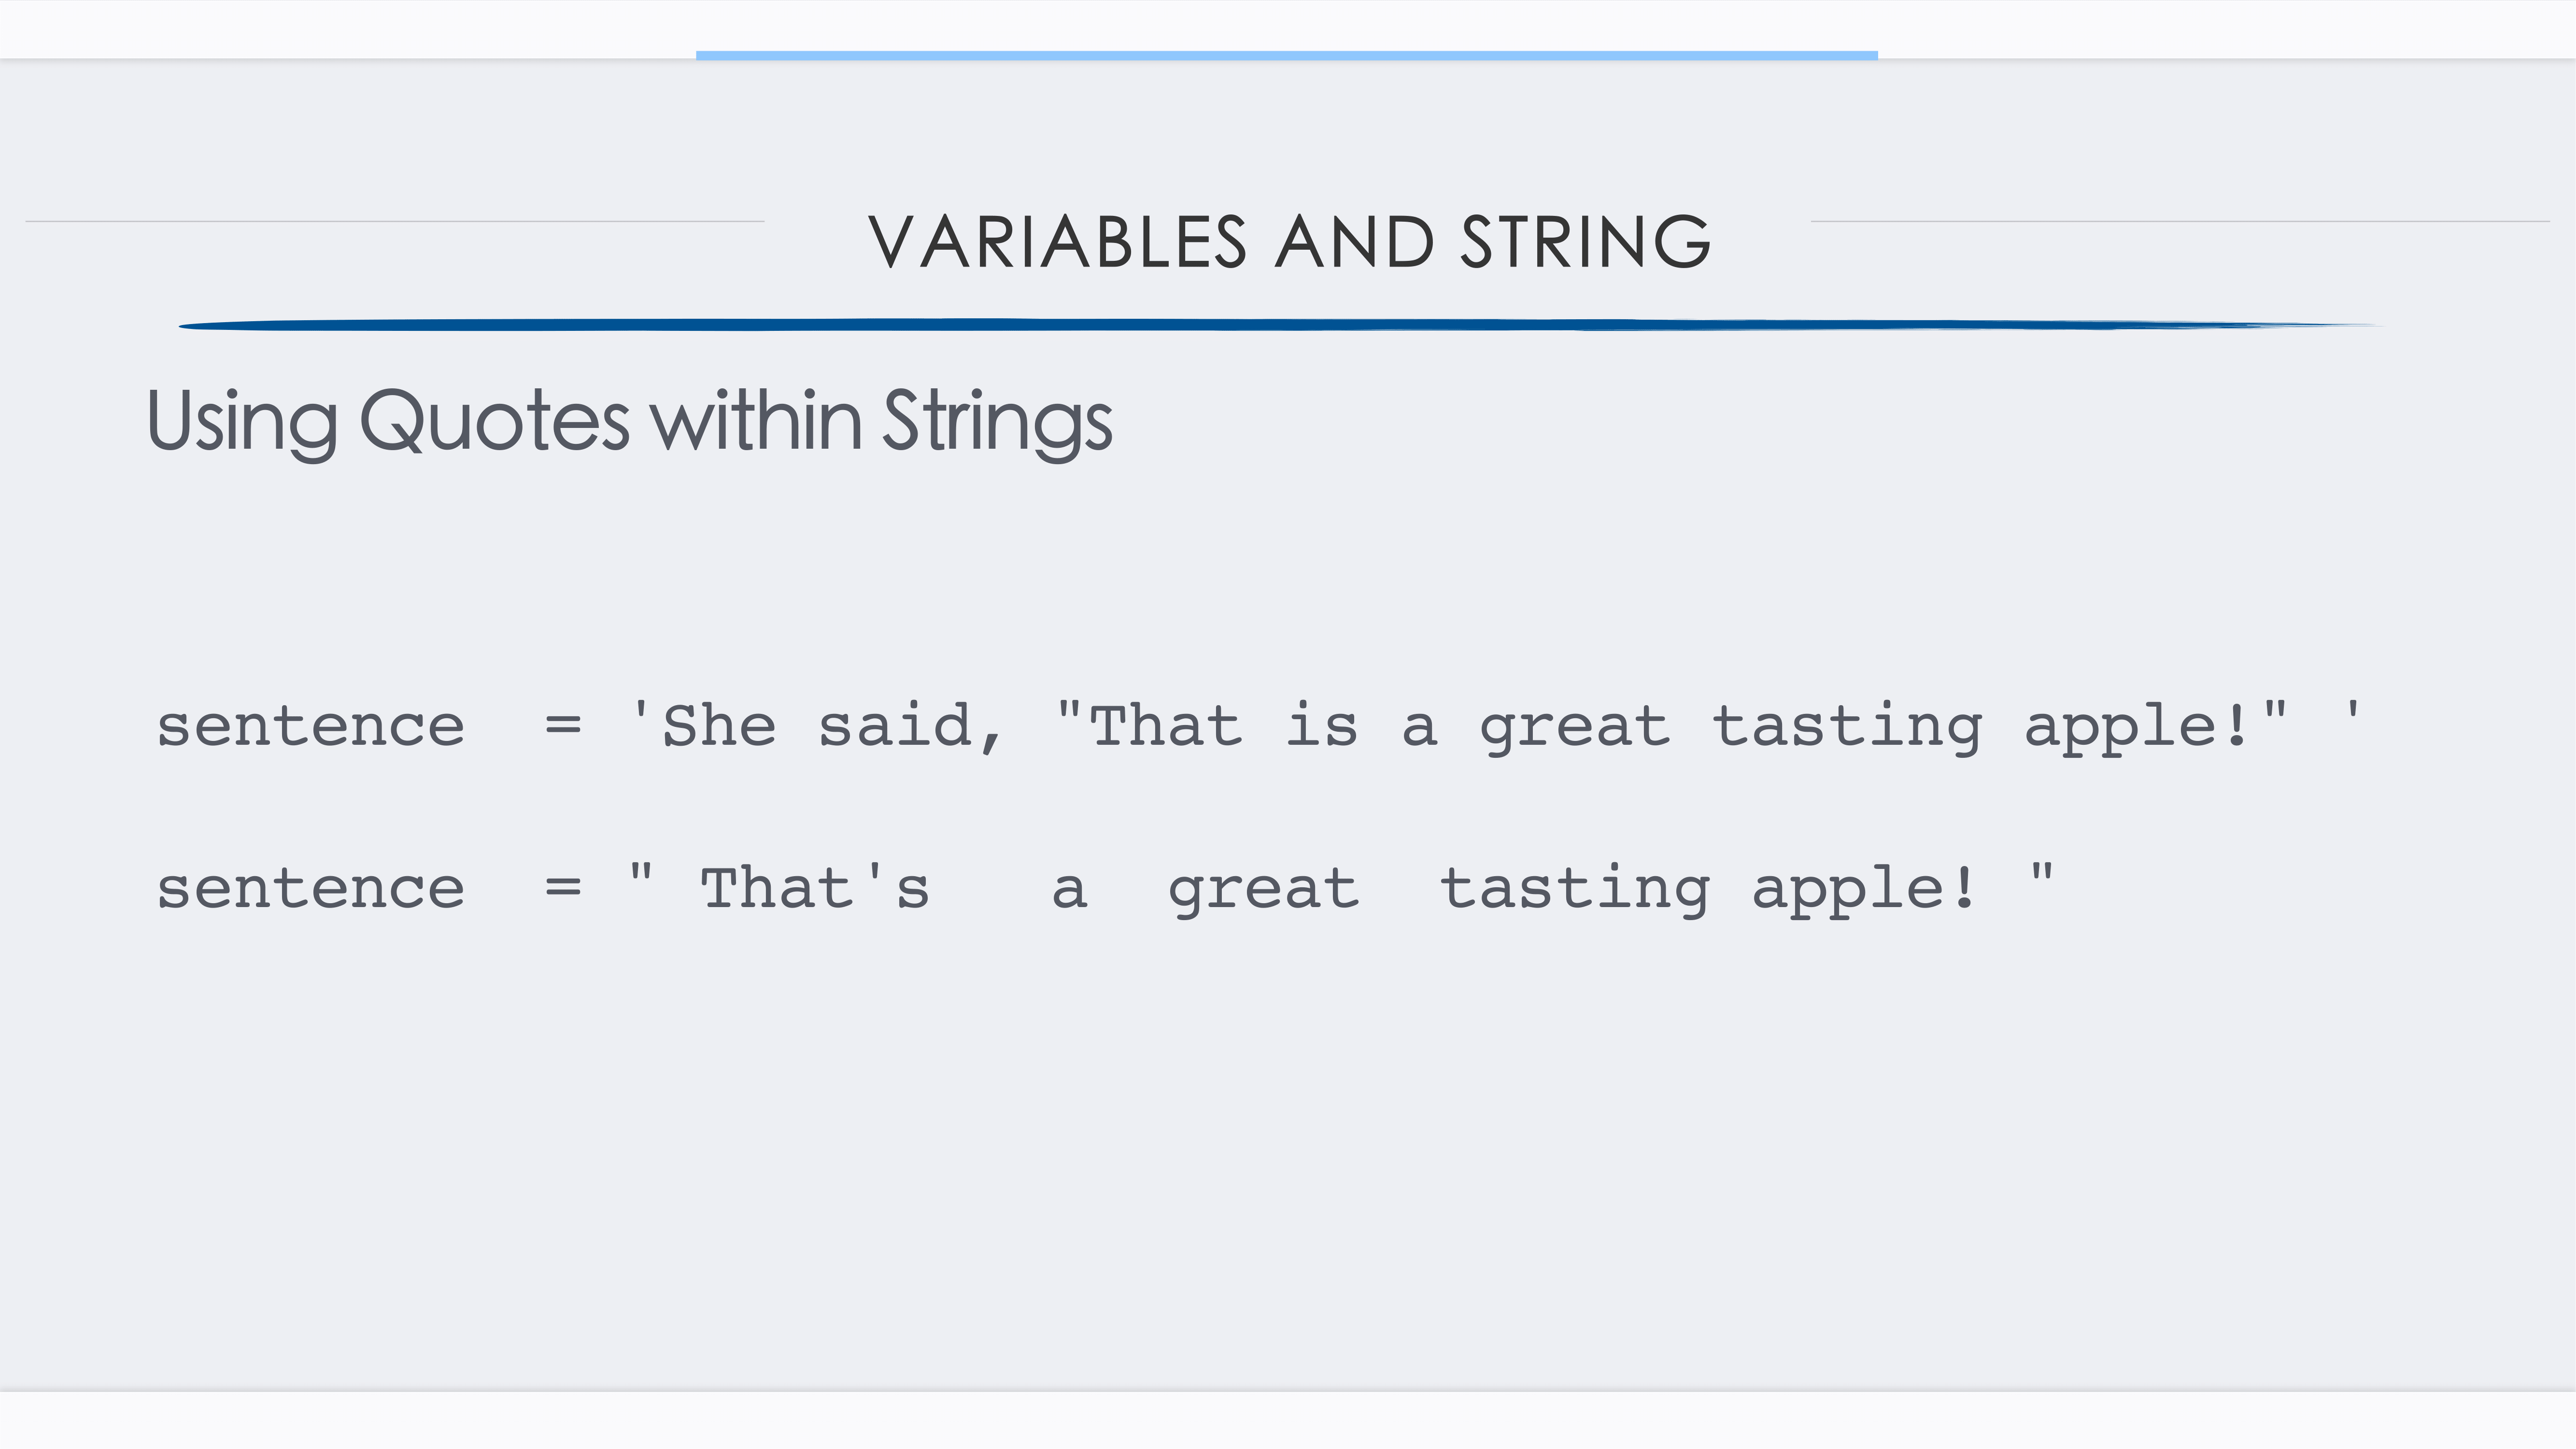 VARIABLES AND STRING
Using Quotes within Strings
sentence  = 'She said, "That is a great tasting apple!" '
sentence  = " That's   a  great  tasting apple! "